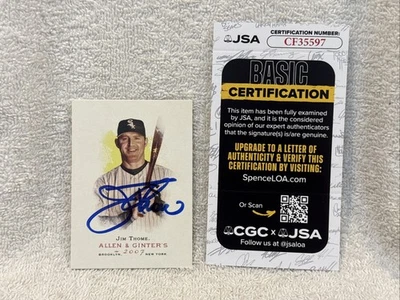 JIM THOME.
ALLEN & GINTER'S
2007
BROOKLYN NEW YORK
JSA
CERTIFICATION NUMBER:
CF35597
BASIC
CERTIFICATION
This item has been fully examined
by JSA, and it is the considered
opinion of our expert authenticators
that the signature(s) is/are genuine.
UPGRADE TO A LETTER OF
AUTHENTICITY & VERIFY THIS
CERTIFICATION BY VISITING:
SpenceLOA.com
Or Scan
CGC x JSA
Follow us at @jsaloa